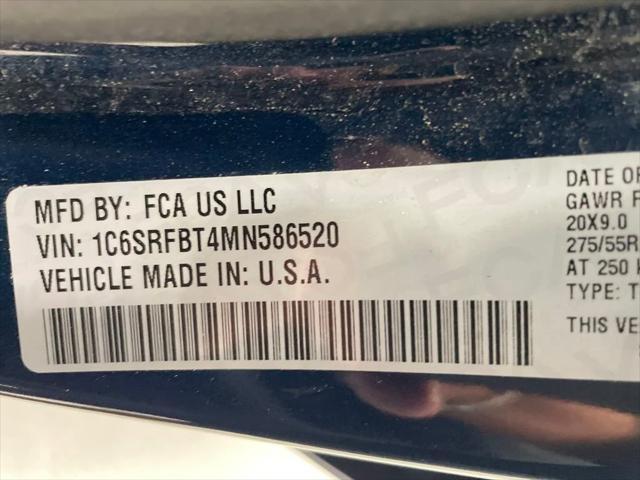 MFD BY: FCA US LLC
VIN: 1C6SRFBT4MN586520
VEHICLE MADE IN: U.S.A.
DATE OF
GAWR F
20X9.0
275/55R
AT 250 K
TYPE: T
THIS VE